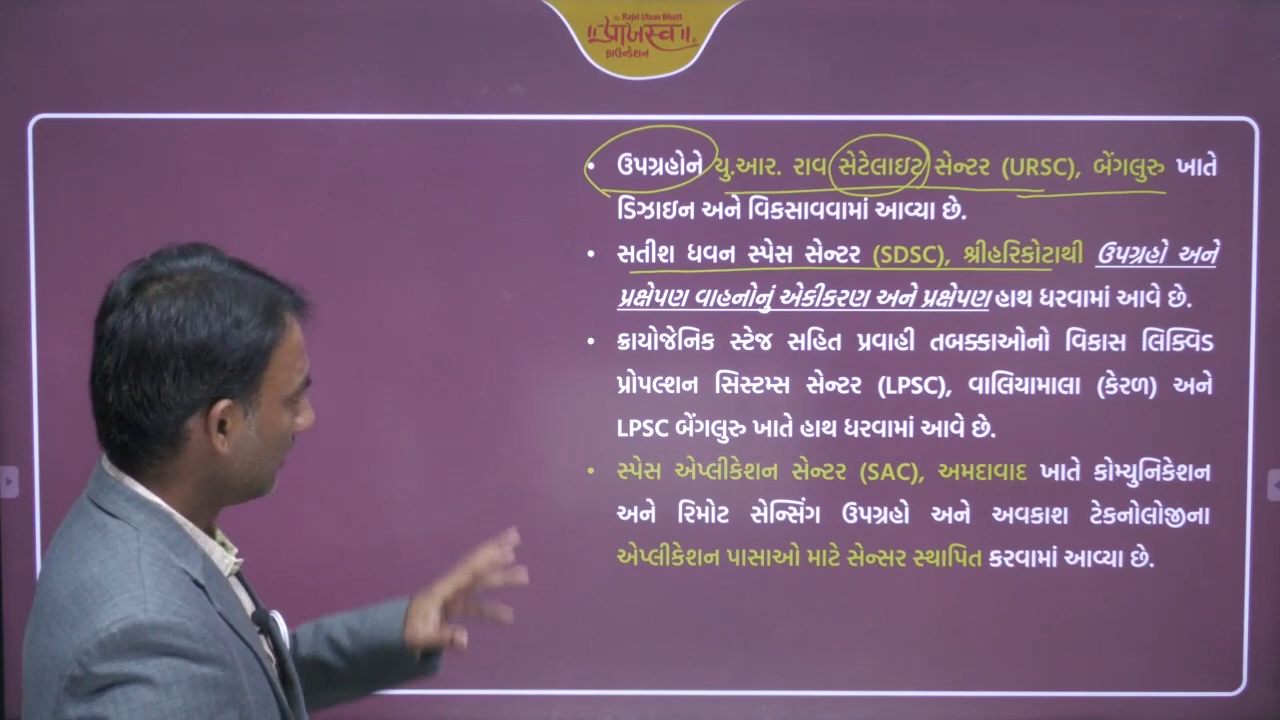 Rajvi Utsav Bhatt
ફાઉન્ડેશન
• ઉપગ્રહોને યુ.આર. રાવ સેટેલાઇટ સેન્ટર (URSC), બેંગલુરુ ખાતે
ડિઝાઇન અને વિકસાવવામાં આવ્યા છે.
• સતીશ ધવન સ્પેસ સેન્ટર (SDSC), શ્રીહરિકોટાથી ઉપગ્રહો અને
પ્રક્ષેપણ વાહનોનું એકીકરણ અને પ્રક્ષેપણ હાથ ધરવામાં આવે છે.
• ક્રાયોજેનિક સ્ટેજ સહિત પ્રવાહી તબક્કાઓનો વિકાસ લિક્વિડ
પ્રોપલ્શન સિસ્ટમ્સ સેન્ટર (LPSC), વાલિયામાલા (કેરળ) અને
LPSC બેંગલુરુ ખાતે હાથ ધરવામાં આવે છે.
• સ્પેસ એપ્લીકેશન સેન્ટર (SAC), અમદાવાદ ખાતે કોમ્યુનિકેશન
અને રિમોટ સેન્સિંગ ઉપગ્રહો અને અવકાશ ટેકનોલોજીના
એપ્લીકેશન પાસાઓ માટે સેન્સર સ્થાપિત કરવામાં આવ્યા છે.